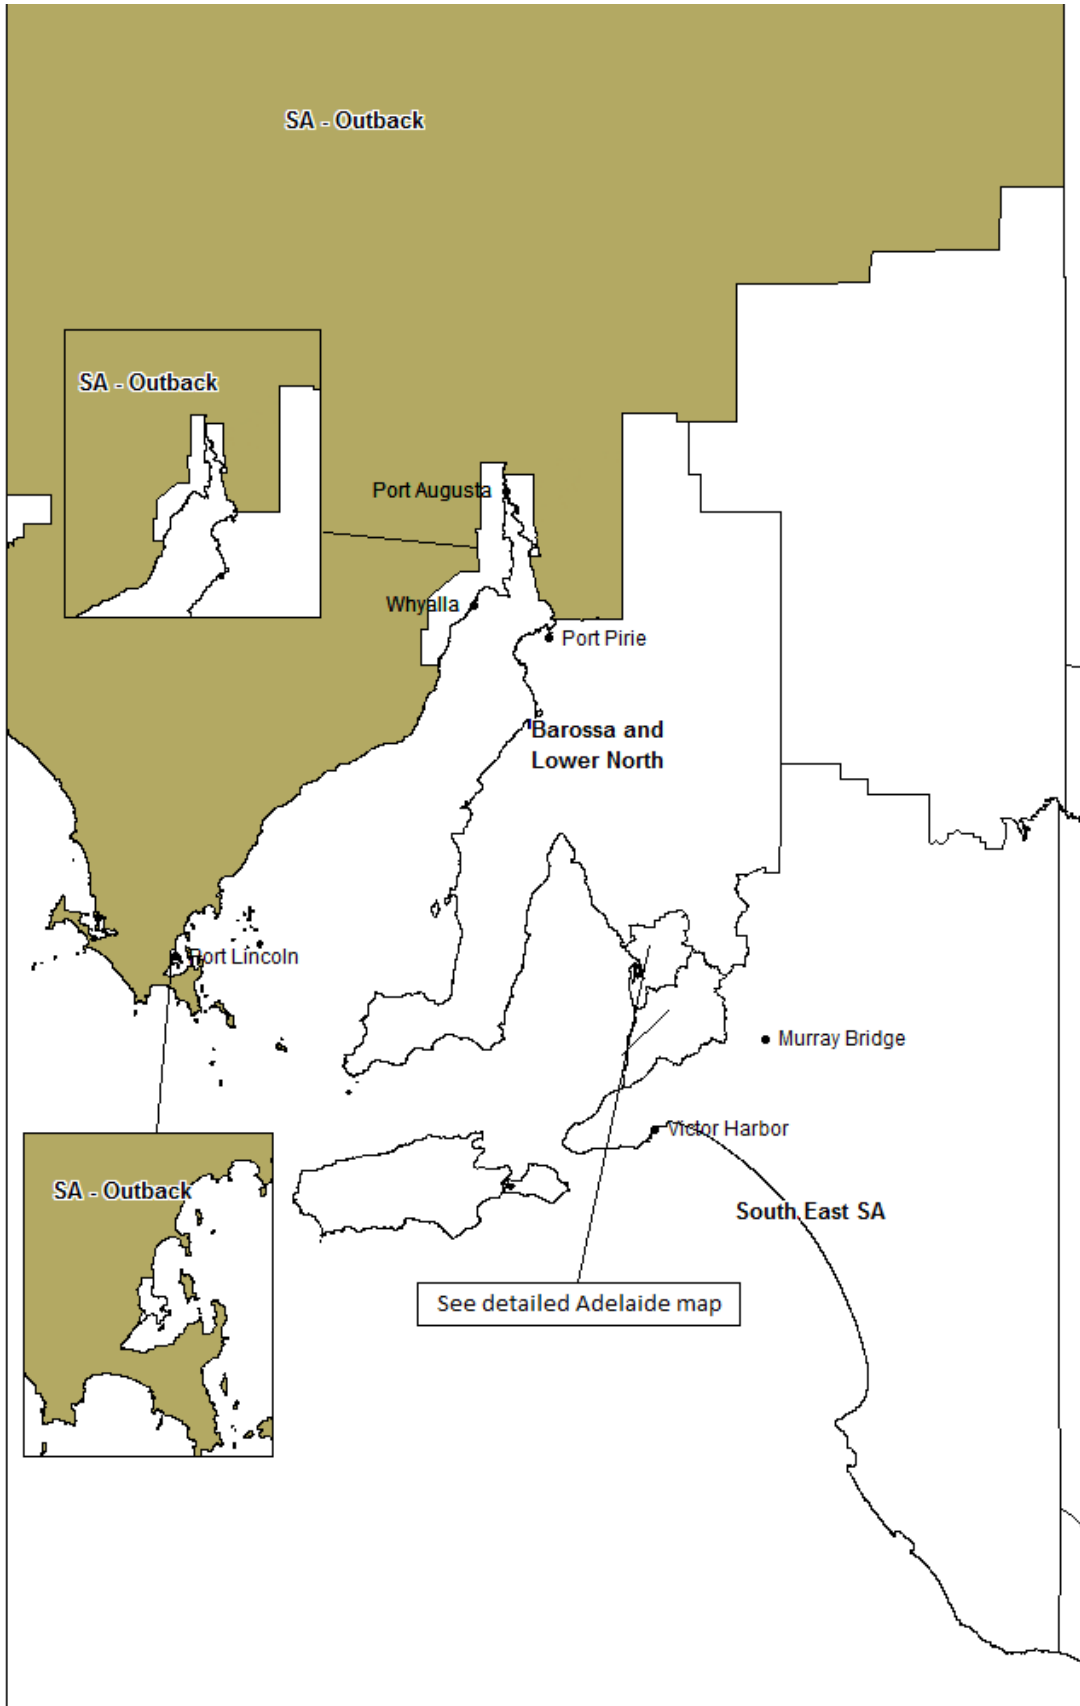 SA - Outback
SA - Outback
Port Augusta
Whyalla
Port Pirie
Barossa and
Lower North
Port Lincoln
Murray Bridge
Victor Harbor
SA - Outback
South East SA
See detailed Adelaide map